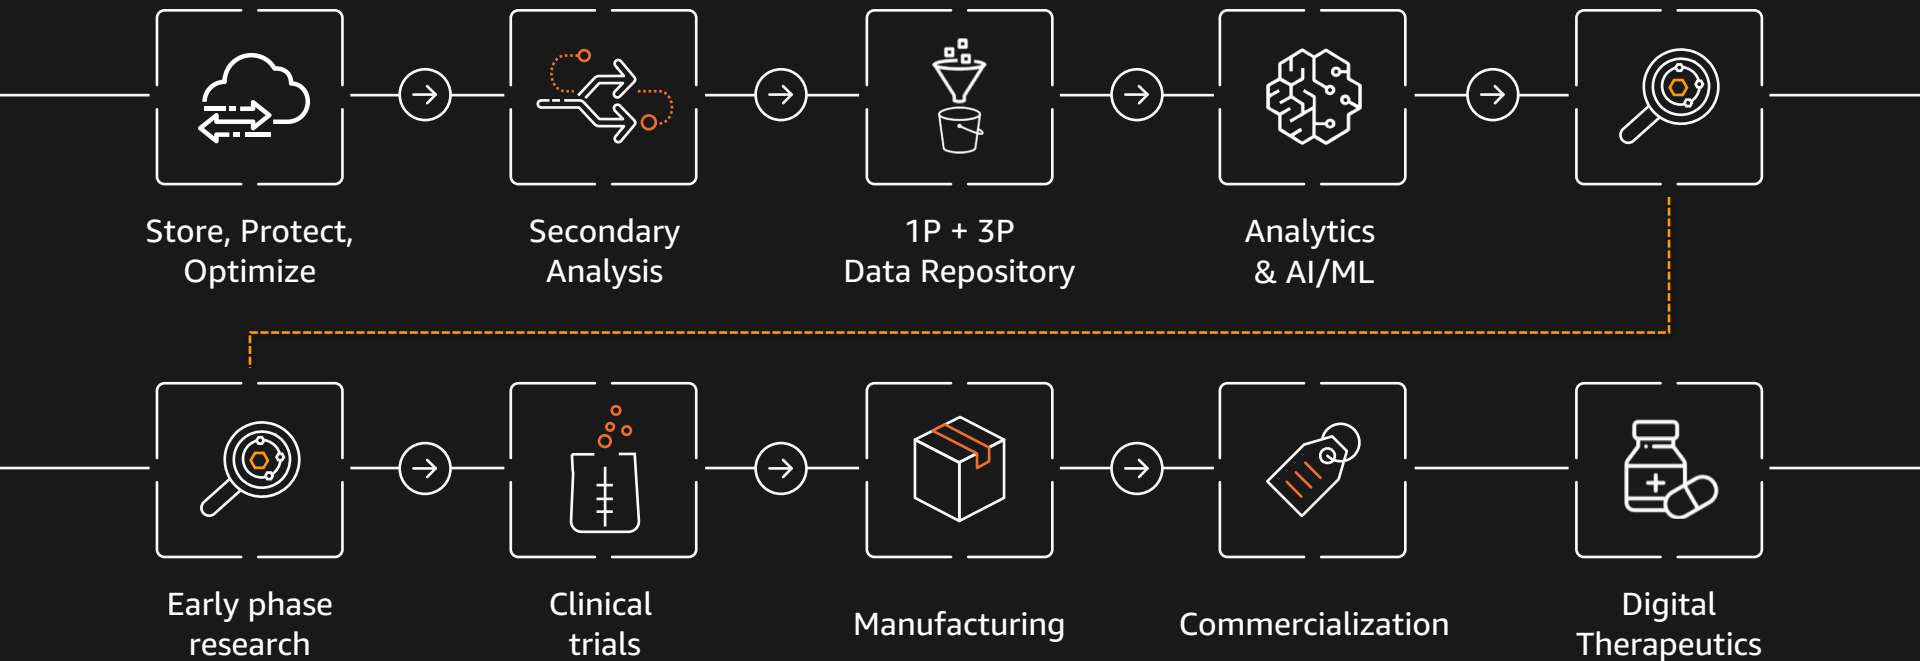 Store, Protect,
Optimize
Secondary
Analysis
1P + 3P
Data Repository
Analytics
& AI/ML
Early phase
research
Clinical
trials
Manufacturing
Commercialization
Digital
Therapeutics